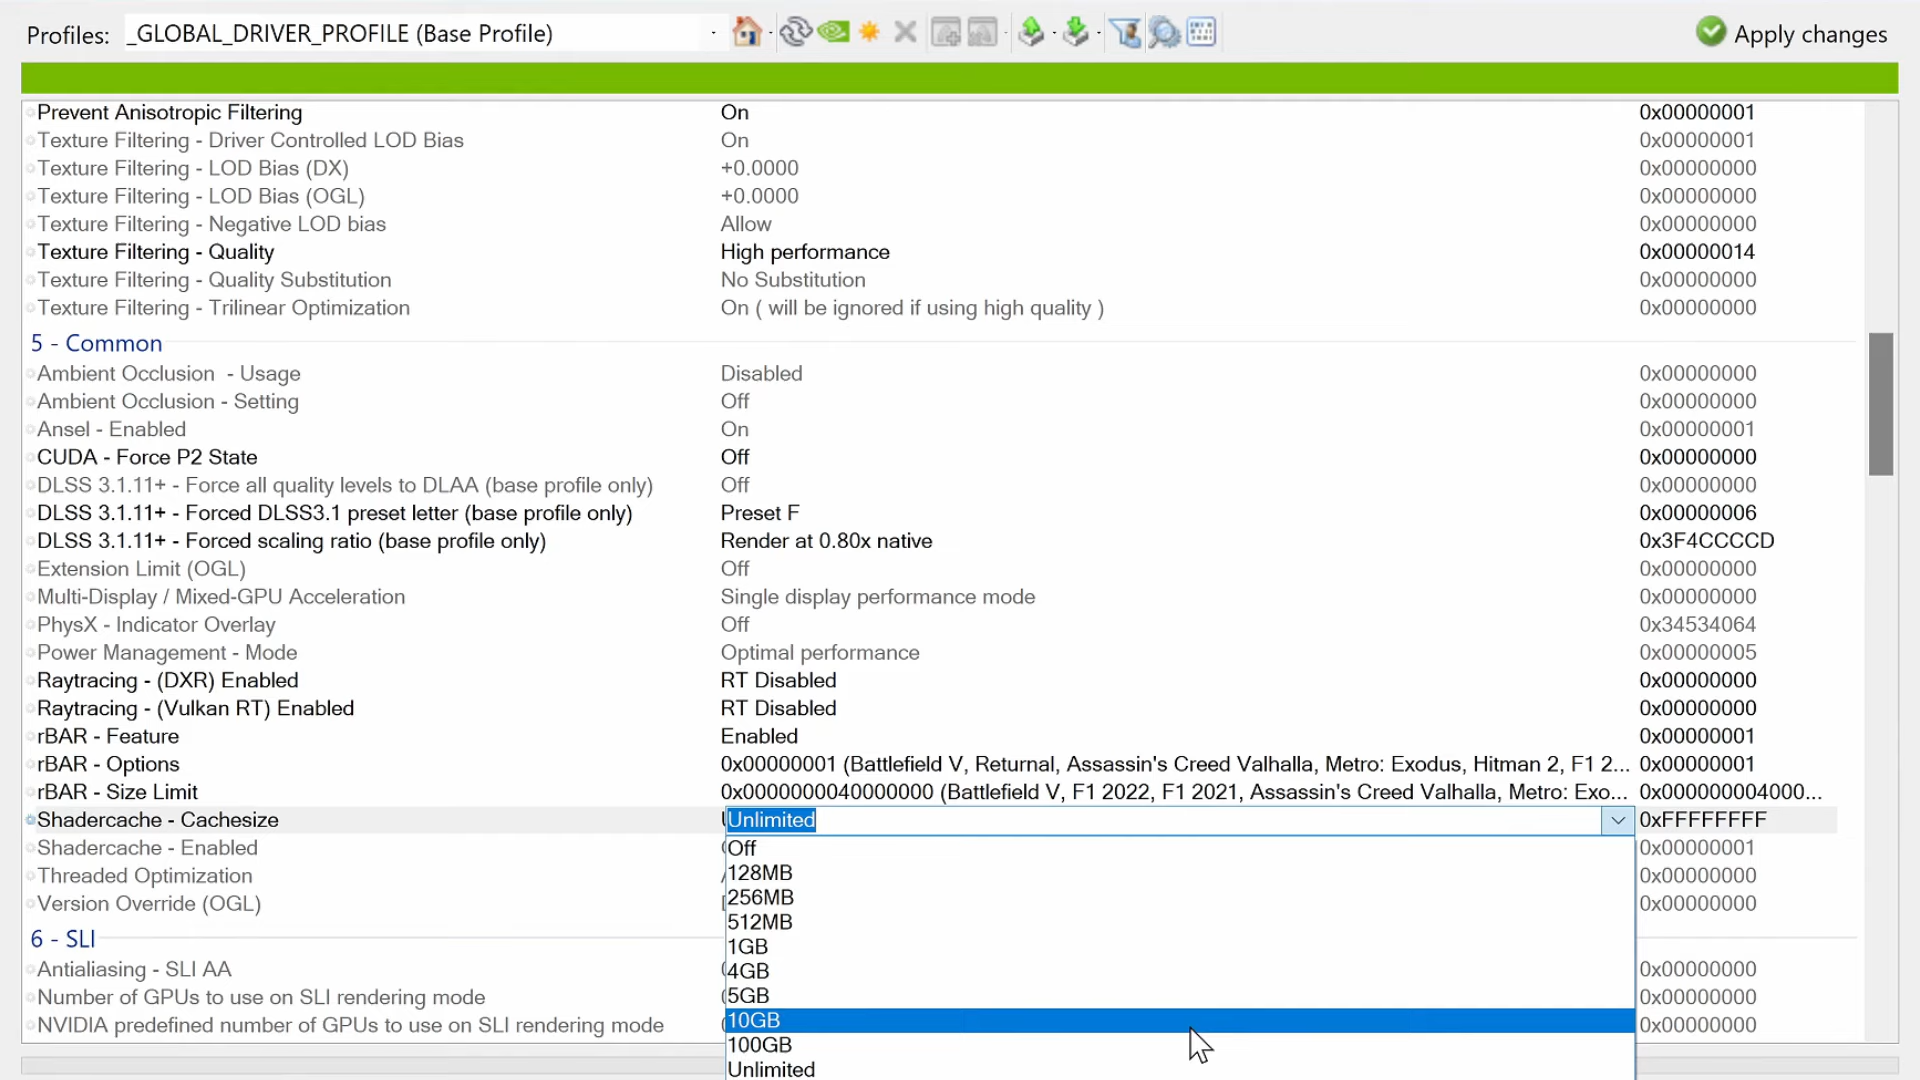 Profiles: _GLOBAL_DRIVER_PROFILE (Base Profile) Apply changes
Prevent Anisotropic Filtering On 0x00000001
Texture Filtering - Driver Controlled LOD Bias On 0x00000001
Texture Filtering - LOD Bias (DX) +0.0000 0x00000000
Texture Filtering - LOD Bias (OGL) +0.0000 0x00000000
Texture Filtering - Negative LOD bias Allow 0x00000000
Texture Filtering - Quality High performance 0x00000014
Texture Filtering - Quality Substitution No Substitution 0x00000000
Texture Filtering - Trilinear Optimization On ( will be ignored if using high quality ) 0x00000000
5 - Common
Ambient Occlusion - Usage Disabled 0x00000000
Ambient Occlusion - Setting Off 0x00000000
Ansel - Enabled On 0x00000001
CUDA - Force P2 State Off 0x00000000
DLSS 3.1.11+ - Force all quality levels to DLAA (base profile only) Off 0x00000000
DLSS 3.1.11+ - Forced DLSS3.1 preset letter (base profile only) Preset F 0x00000006
DLSS 3.1.11+ - Forced scaling ratio (base profile only) Render at 0.80x native 0x3F4CCCCD
Extension Limit (OGL) Off 0x00000000
Multi-Display / Mixed-GPU Acceleration Single display performance mode 0x00000000
PhysX - Indicator Overlay Off 0x34534064
Power Management - Mode Optimal performance 0x00000005
Raytracing - (DXR) Enabled RT Disabled 0x00000000
Raytracing - (Vulkan RT) Enabled RT Disabled 0x00000000
rBAR - Feature Enabled 0x00000001
rBAR - Options 0x00000001 (Battlefield V, Returnal, Assassin's Creed Valhalla, Metro: Exodus, Hitman 2, F1 2... 0x00000001
rBAR - Size Limit 0x0000000040000000 (Battlefield V, F1 2022, F1 2021, Assassin's Creed Valhalla, Metro: Exo... 0x000000004000...
Shadercache - Cachesize Unlimited 0xFFFFFFFF
Shadercache - Enabled Off 0x00000001
Threaded Optimization 128MB 0x00000000
Version Override (OGL) 256MB 0x00000000
512MB
6 - SLI 1GB
Antialiasing - SLI AA 4GB 0x00000000
Number of GPUs to use on SLI rendering mode 5GB 0x00000000
NVIDIA predefined number of GPUs to use on SLI rendering mode 10GB 0x00000000
100GB
Unlimited